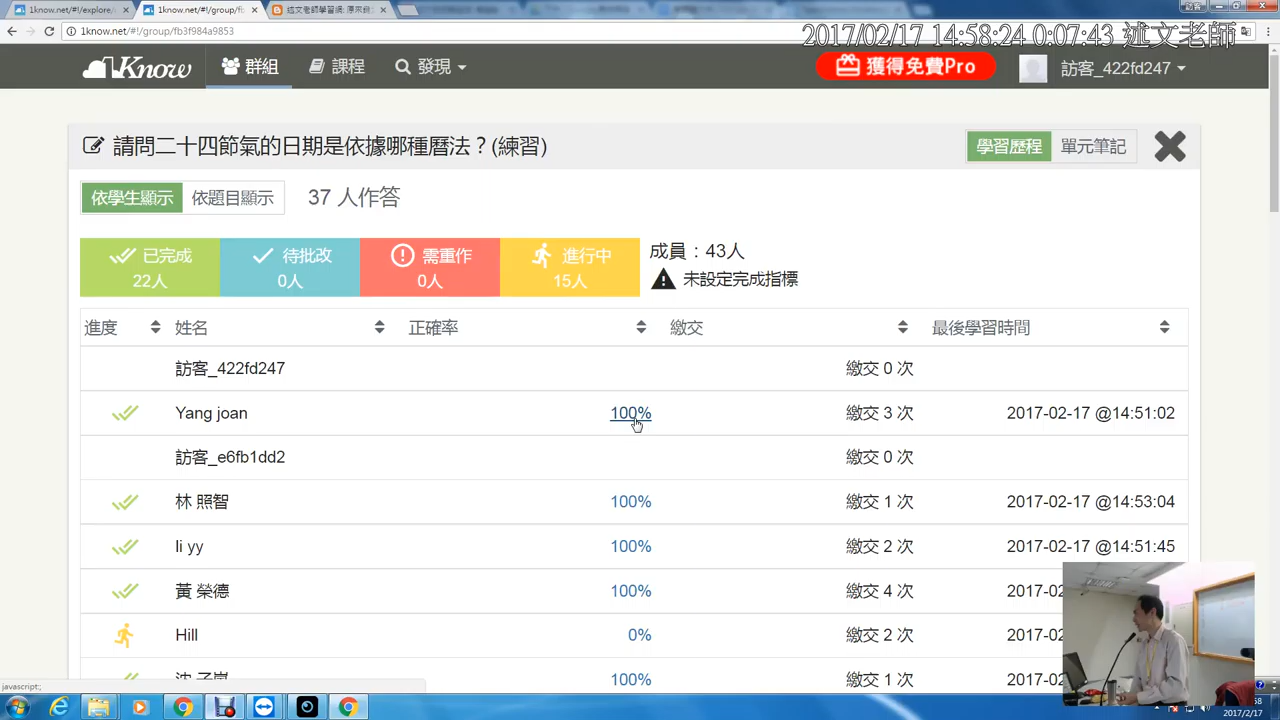 1know.net/#!/explore/
1know.net/#!/group/fb
述文老師學習網: 原來錄
訪客
1know.net/#!/group/fb3f984a9853
2017/02/17 14:58:24 0:07:43 述文老師
1Know
群組
課程
發現
獲得免費Pro
訪客_422fd247
請問二十四節氣的日期是依據哪種曆法？(練習)
學習歷程
單元筆記
依學生顯示
依題目顯示
37 人作答
已完成
22人
待批改
0人
需重作
0人
進行中
15人
成員：43人
未設定完成指標
進度 姓名 正確率 繳交 最後學習時間
訪客_422fd247 繳交 0 次
Yang joan 100% 繳交 3 次 2017-02-17 @14:51:02
訪客_e6fb1dd2 繳交 0 次
林 照智 100% 繳交 1 次 2017-02-17 @14:53:04
li yy 100% 繳交 2 次 2017-02-17 @14:51:45
黃 榮德 100% 繳交 4 次 2017-02
Hill 0% 繳交 2 次 2017-02
100% 繳交 1 次 2017-02
javascript:;
2017/2/17